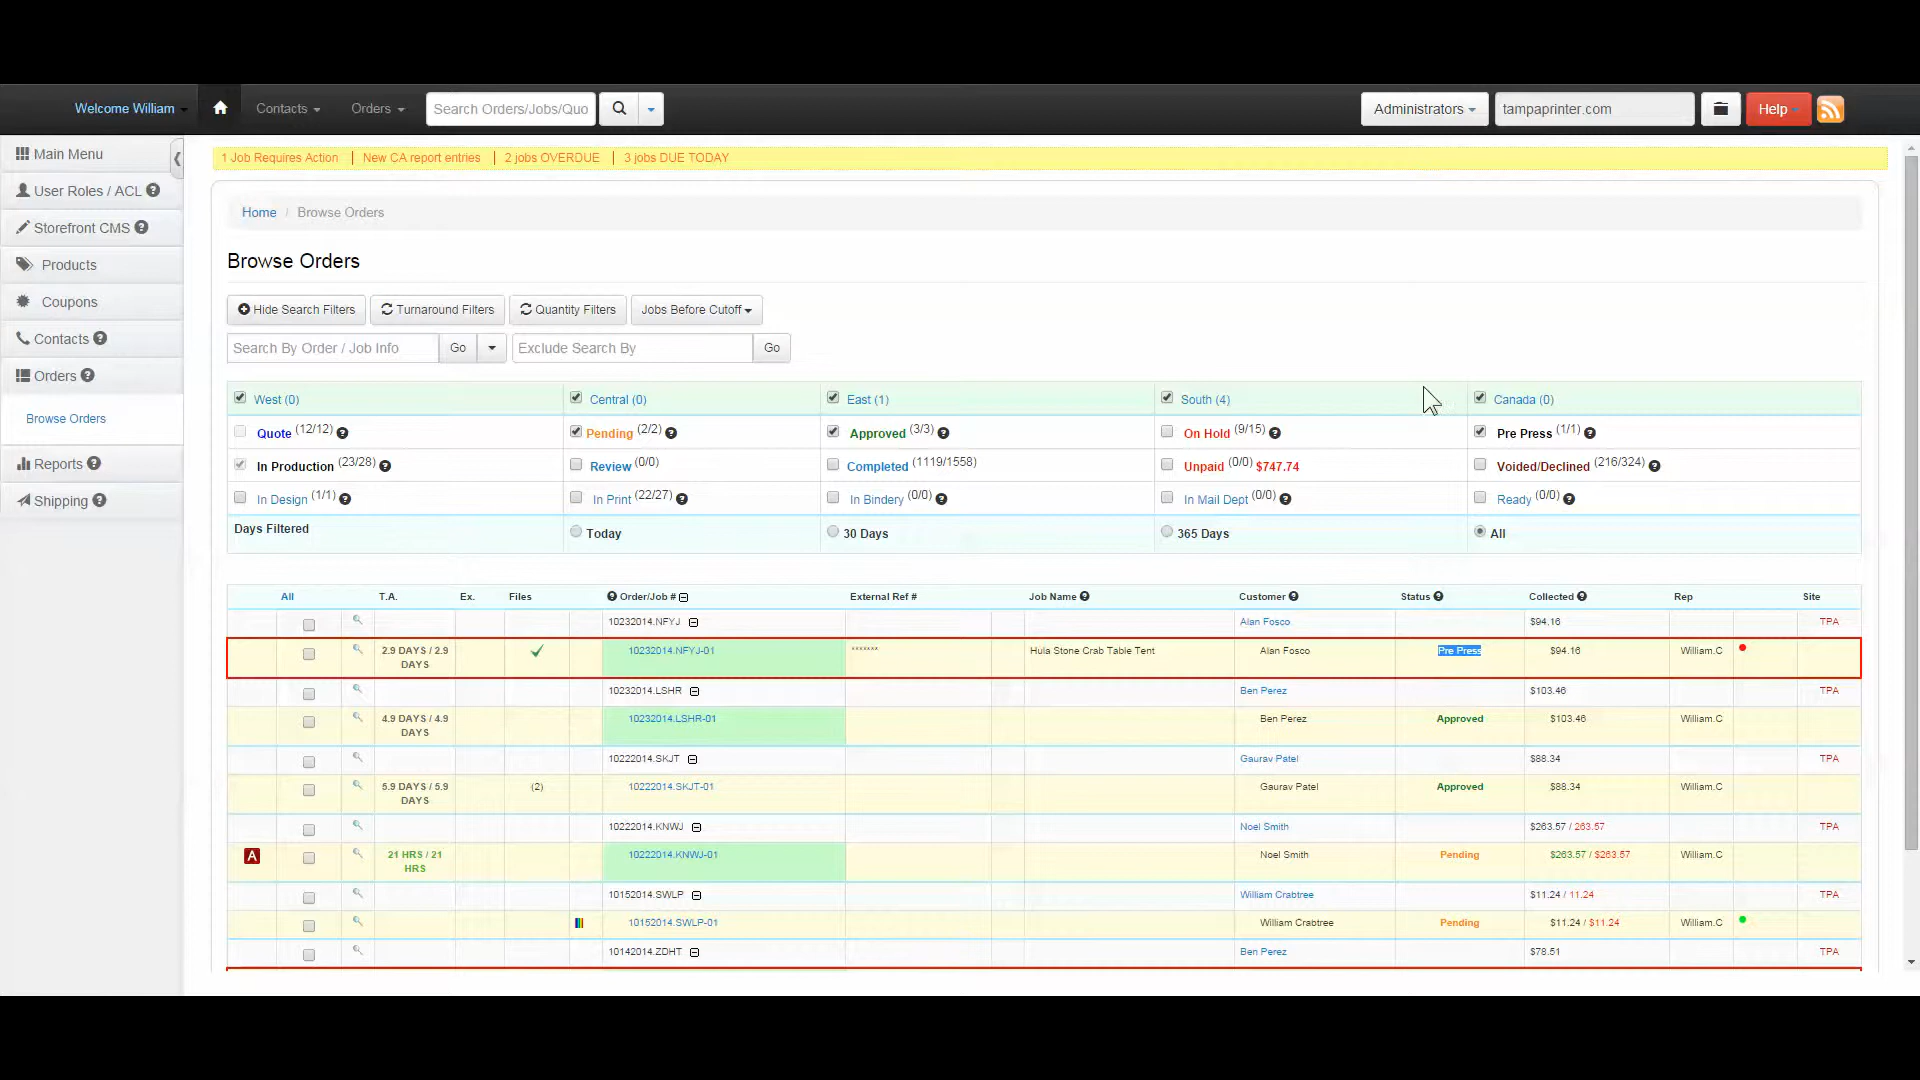 Welcome William Contacts Orders Search Orders/Jobs/Quo Administrators tampaprinter.com Help
Main Menu
User Roles / ACL
Storefront CMS
Products
Coupons
Contacts
Orders
Browse Orders
Reports
Shipping
1 Job Requires Action | New CA report entries | 2 jobs OVERDUE | 3 jobs DUE TODAY
Home / Browse Orders
Browse Orders
Hide Search Filters Turnaround Filters Quantity Filters Jobs Before Cutoff
Search By Order / Job Info Go Exclude Search By Go
West (0) Central (0) East (1) South (4) Canada (0)
Quote (12/12) Pending (2/2) Approved (3/3) On Hold (9/15) Pre Press (1/1)
In Production (23/28) Review (0/0) Completed (1119/1558) Unpaid (0/0) $747.74 Voided/Declined (216/324)
In Design (1/1) In Print (22/27) In Bindery (0/0) In Mail Dept (0/0) Ready (0/0)
Days Filtered Today 30 Days 365 Days All
All T.A. Ex. Files Order/Job # External Ref # Job Name Customer Status Collected Rep Site
10232014.NFYJ Alan Fosco $94.16 TPA
2.9 DAYS / 2.9 DAYS 10232014.NFYJ-01 ******* Hula Stone Crab Table Tent Alan Fosco Pre Press $94.16 William.C
10232014.LSHR Ben Perez $103.46 TPA
4.9 DAYS / 4.9 DAYS 10232014.LSHR-01 Ben Perez Approved $103.46 William.C
10222014.SKJT Gaurav Patel $88.34 TPA
5.9 DAYS / 5.9 DAYS (2) 10222014.SKJT-01 Gaurav Patel Approved $88.34 William.C
10222014.KNWJ Noel Smith $263.57 / 263.57 TPA
A 21 HRS / 21 HRS 10222014.KNWJ-01 Noel Smith Pending $263.57 / $263.57 William.C
10152014.SWLP William Crabtree $11.24 / 11.24 TPA
10152014.SWLP-01 William Crabtree Pending $11.24 / $11.24 William.C
10142014.ZDHT Ben Perez $78.51 TPA